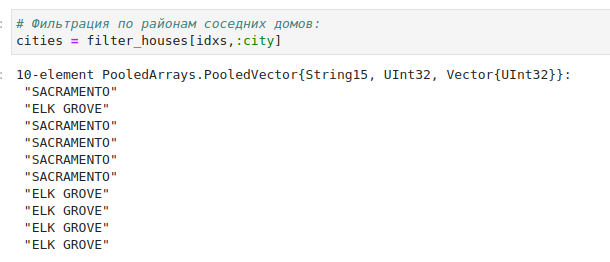 # Фильтрация по районам соседних домов:
cities = filter_houses[idxs,:city]
10-element PooledArrays.PooledVector{String15, UInt32, Vector{UInt32}}:
"SACRAMENTO"
"ELK GROVE"
"SACRAMENTO"
"SACRAMENTO"
"SACRAMENTO"
"SACRAMENTO"
"ELK GROVE"
"ELK GROVE"
"ELK GROVE"
"ELK GROVE"